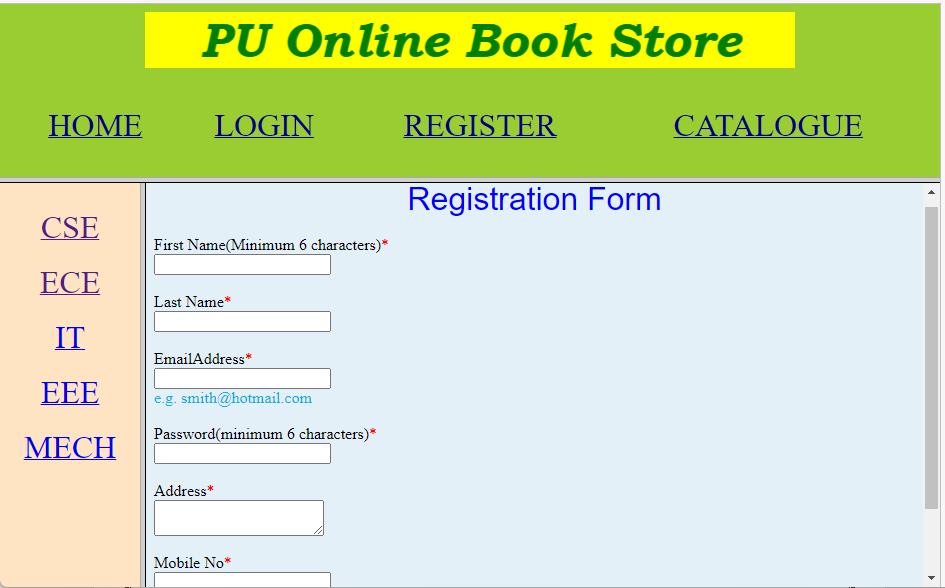 PU Online Book Store
HOME LOGIN REGISTER CATALOGUE
CSE
ECE
IT
EEE
MECH
Registration Form
First Name(Minimum 6 characters)*
Last Name*
EmailAddress*
e.g. smith@hotmail.com
Password(minimum 6 characters)*
Address*
Mobile No*